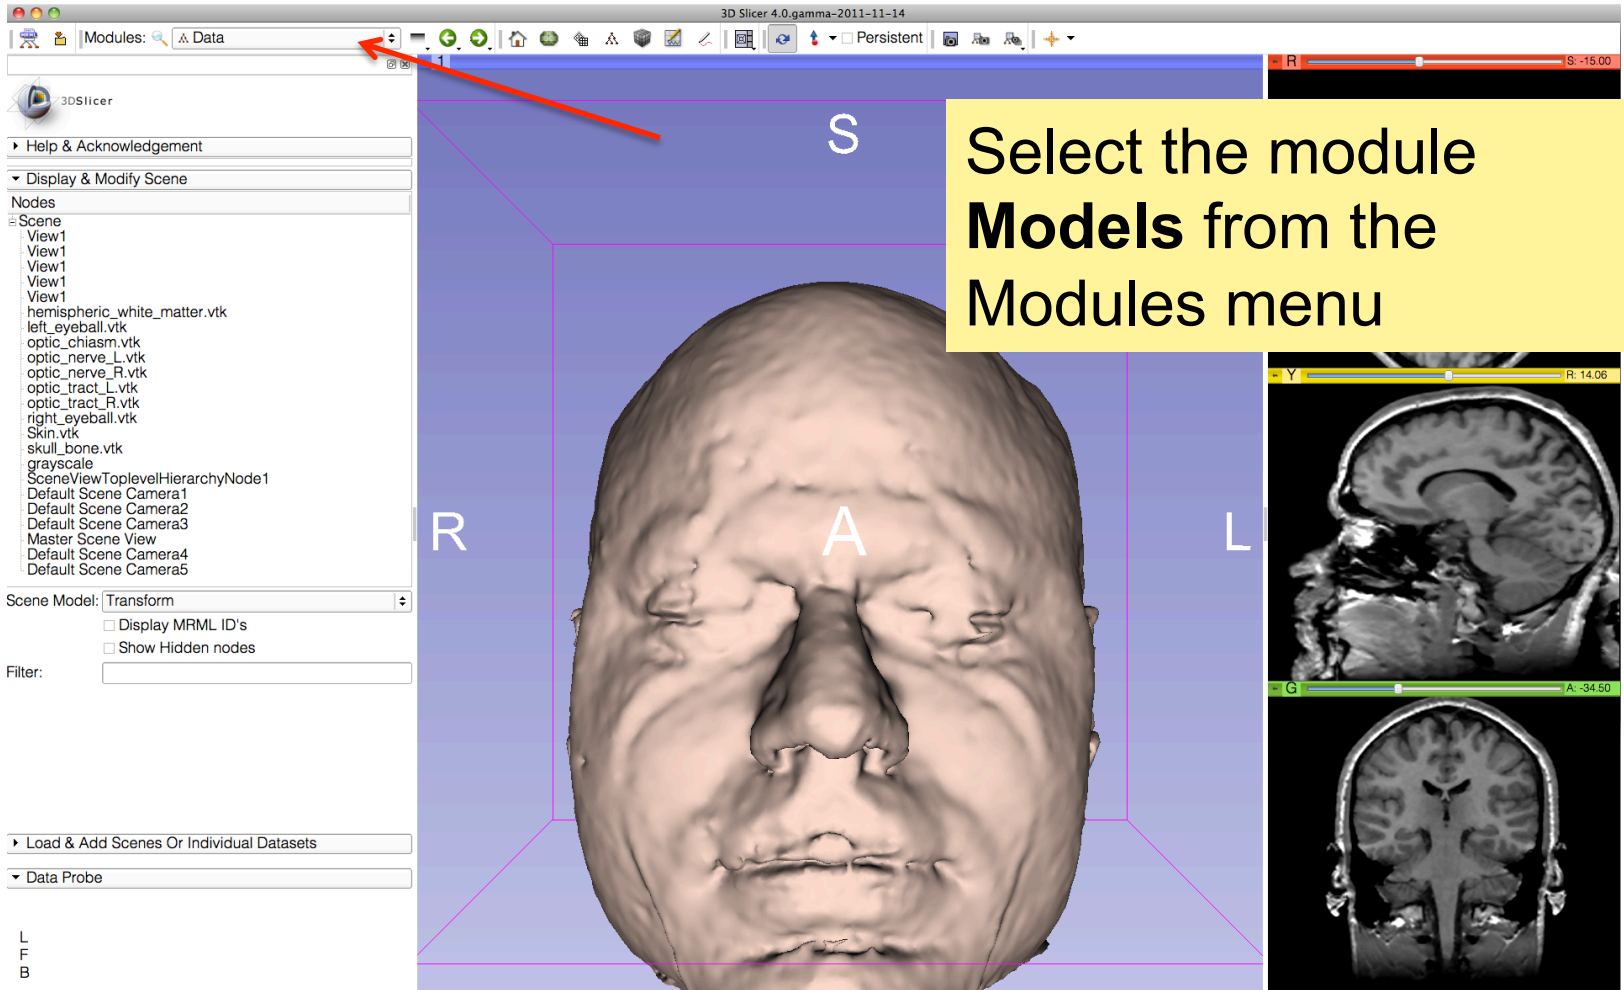 3D Slicer 4.0.gamma-2011-11-14
Modules: Data Persistent
1
R S: -15.00
3DSlicer
Help & Acknowledgement
Display & Modify Scene
Nodes
Scene
View1
View1
View1
View1
View1
hemispheric_white_matter.vtk
left_eyeball.vtk
optic_chiasm.vtk
optic_nerve_L.vtk
optic_nerve_R.vtk
optic_tract_L.vtk
optic_tract_R.vtk
right_eyeball.vtk
Skin.vtk
skull_bone.vtk
grayscale
SceneViewToplevelHierarchyNode1
Default Scene Camera1
Default Scene Camera2
Default Scene Camera3
Master Scene View
Default Scene Camera4
Default Scene Camera5
Scene Model: Transform
Display MRML ID's
Show Hidden nodes
Filter:
Load & Add Scenes Or Individual Datasets
Data Probe
L
F
B
S
R
A
L
Select the module
Models from the
Modules menu
Y R: 14.06
G A: -34.50